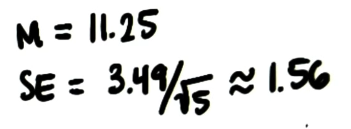 M = 11.25
SE = 3.49/√5 ≈ 1.56